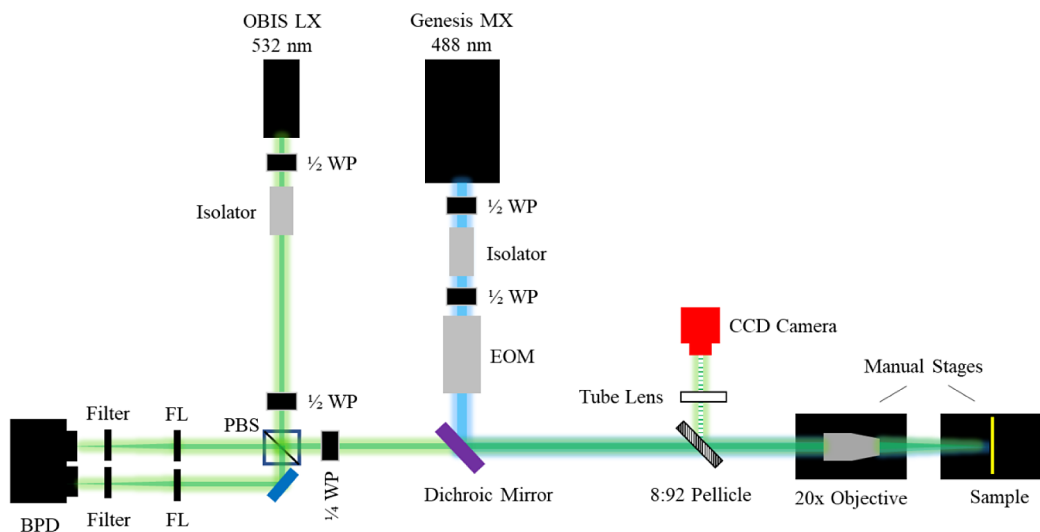 OBIS LX
532 nm
Genesis MX
488 nm
½ WP
½ WP
Isolator
Isolator
½ WP
CCD Camera
EOM
Manual Stages
Tube Lens
½ WP
Filter
FL
PBS
¼ WP
Dichroic Mirror
8:92 Pellicle
20x Objective
Sample
Filter
FL
BPD